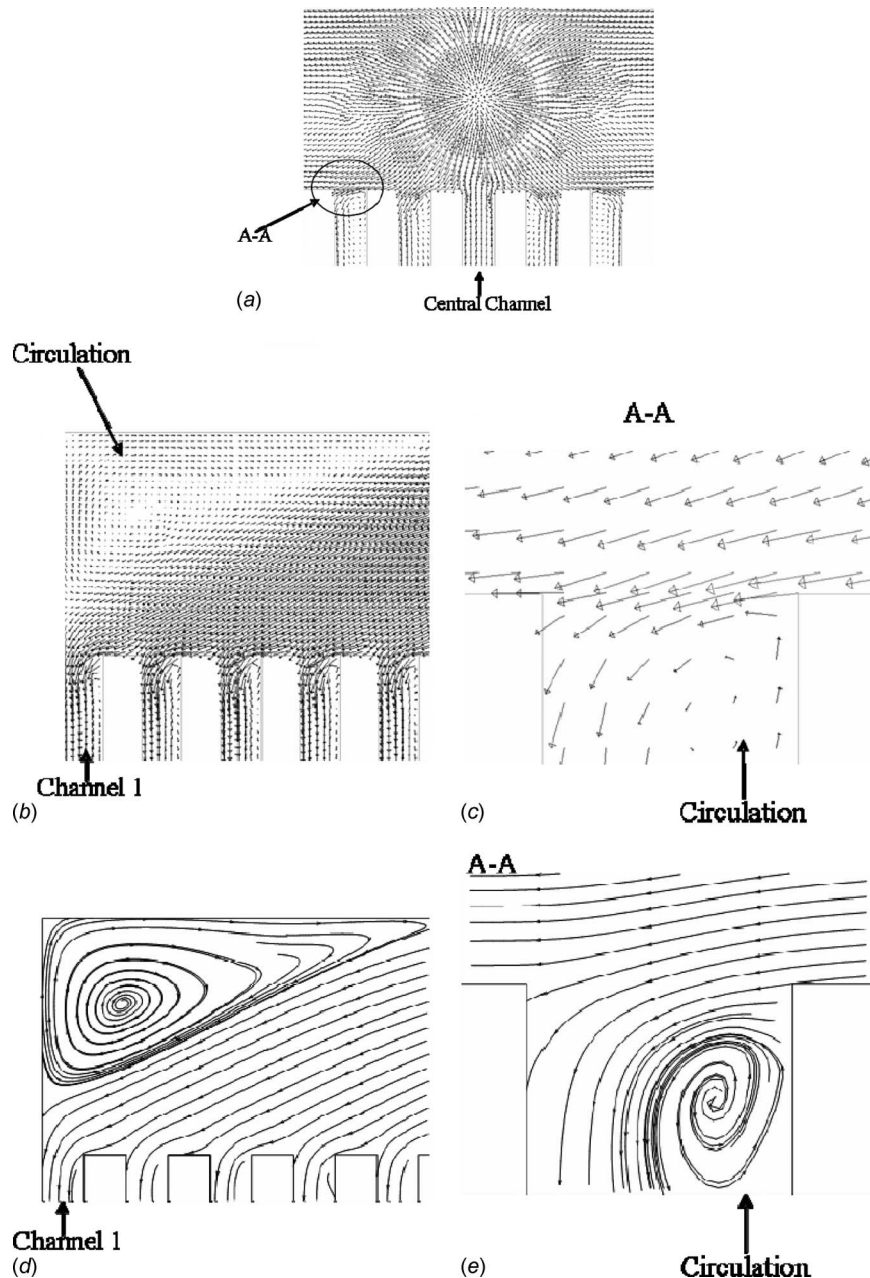 A-A
Central Channel
(a)
Circulation
A-A
Channel 1
(b)
(c)
Circulation
A-A
Channel 1
(d)
(e)
Circulation